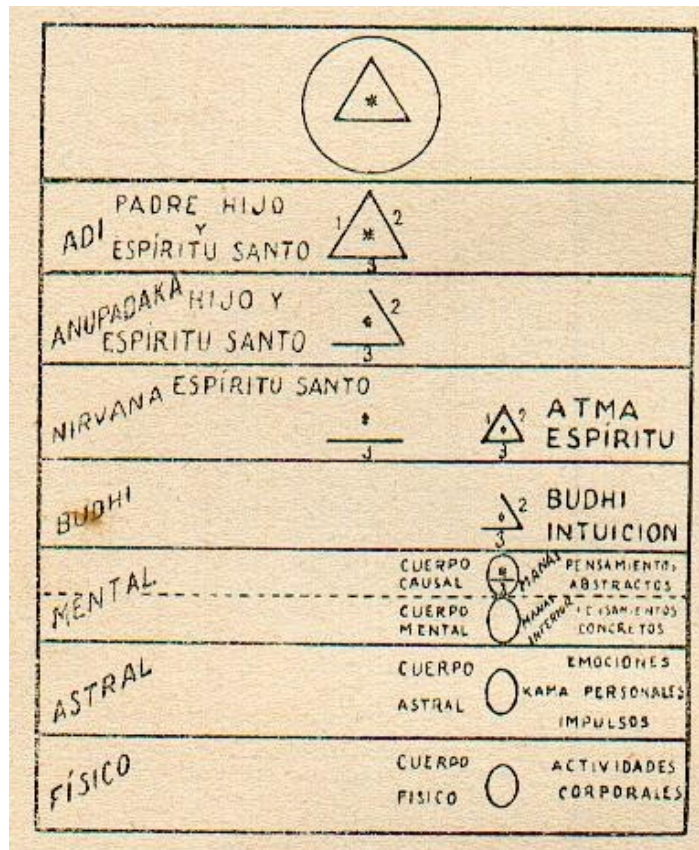 ADI
PADRE HIJO
Y
ESPÍRITU SANTO
1 2
3
ANUPADAKA
HIJO Y
ESPÍRITU SANTO
2
3
NIRVANA
ESPÍRITU SANTO
3
1 2
3
ATMA
ESPÍRITU
BUDHI
2
3
BUDHI
INTUICION
MENTAL
CUERPO
CAUSAL
3
MANAS
PENSAMIENTOS
ABSTRACTOS
CUERPO
MENTAL
MANAS
INFERIOR
CONCRETOS
ASTRAL
CUERPO
ASTRAL
EMOCIONES
KAMA PERSONALES
IMPULSOS
FÍSICO
CUERPO
FISICO
ACTIVIDADES
CORPORALES